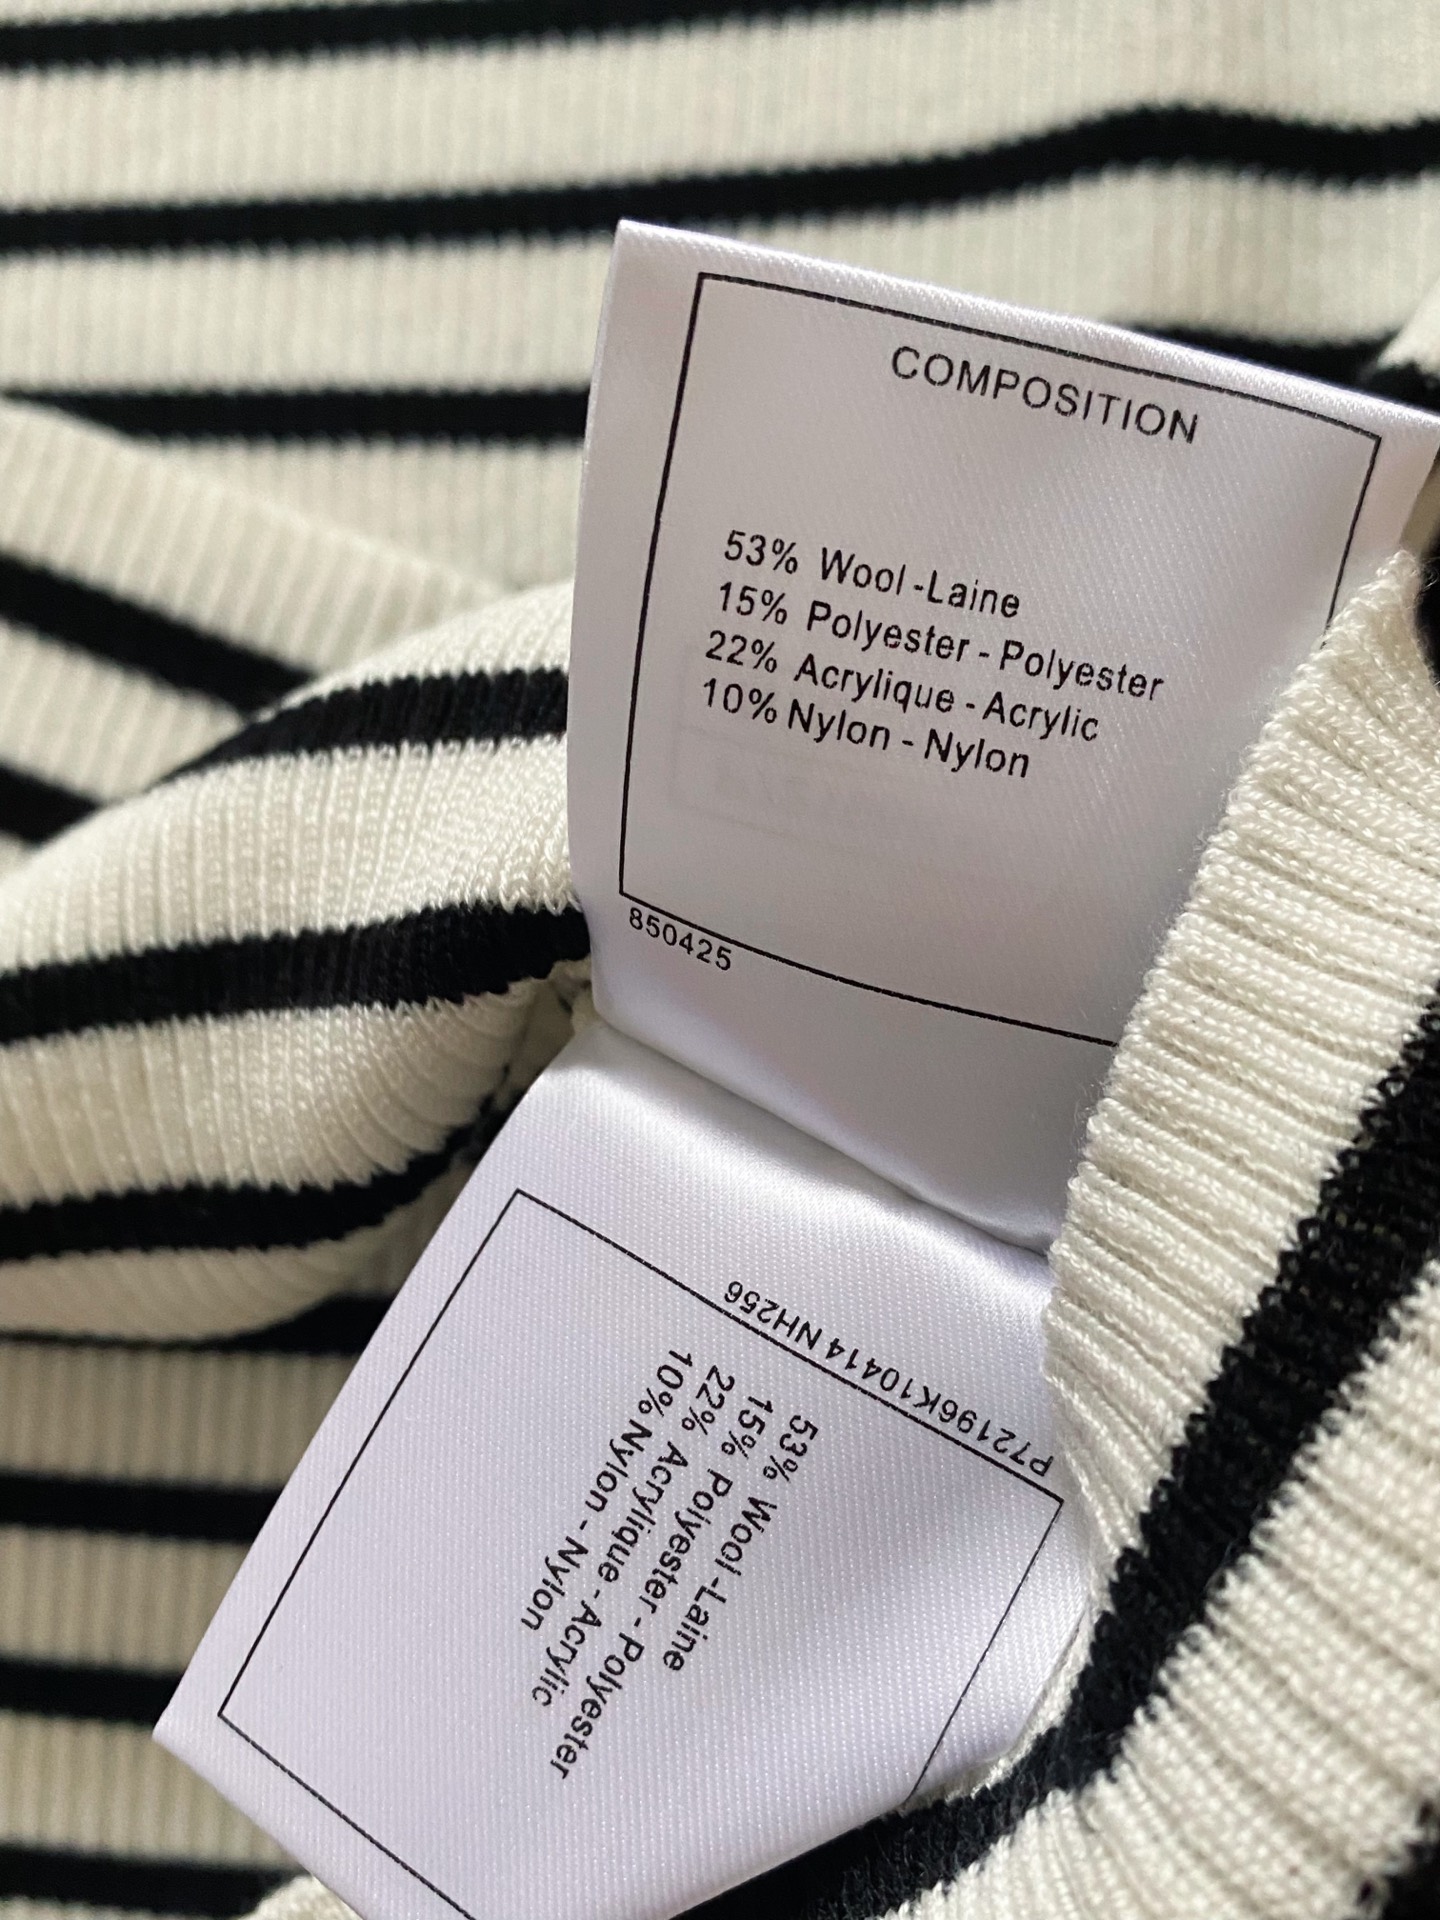 COMPOSITION
53% Wool -Laine
15% Polyester - Polyester
22% Acrylique - Acrylic
10% Nylon - Nylon
850425
P72196K10414 NH256
53% Wool -Laine
15% Polyester - Polyester
22% Acrylique - Acrylic
10% Nylon - Nylon